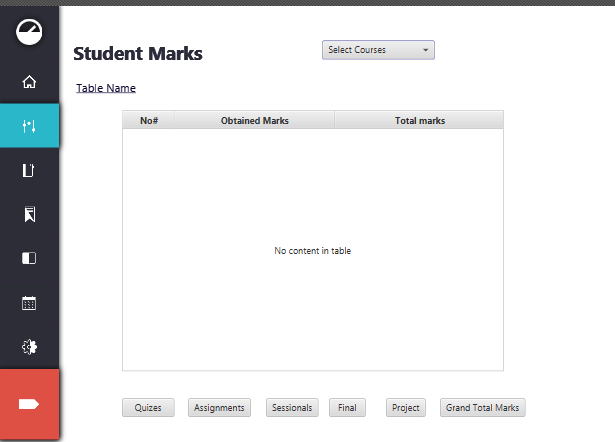 Student Marks
Select Courses
Table Name
No# Obtained Marks Total marks
No content in table
Quizes Assignments Sessionals Final Project Grand Total Marks